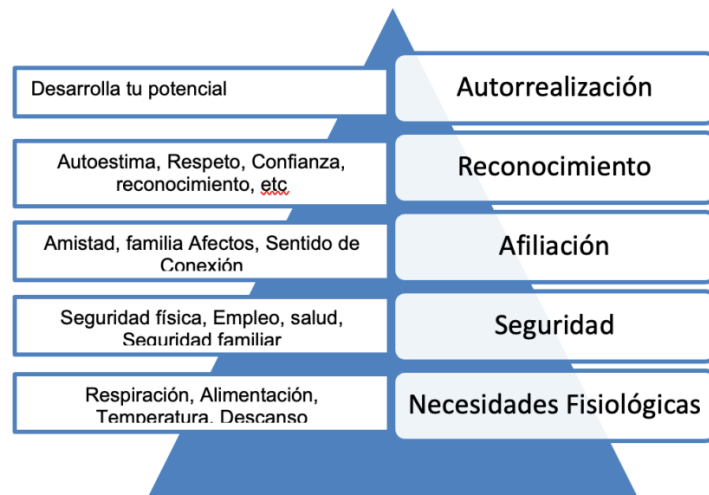 Desarrolla tu potencial
Autorrealización
Autoestima, Respeto, Confianza,
reconocimiento, etc
Reconocimiento
Amistad, familia Afectos, Sentido de
Conexión
Afiliación
Seguridad física, Empleo, salud,
Seguridad familiar
Seguridad
Respiración, Alimentación,
Temperatura, Descanso
Necesidades Fisiológicas